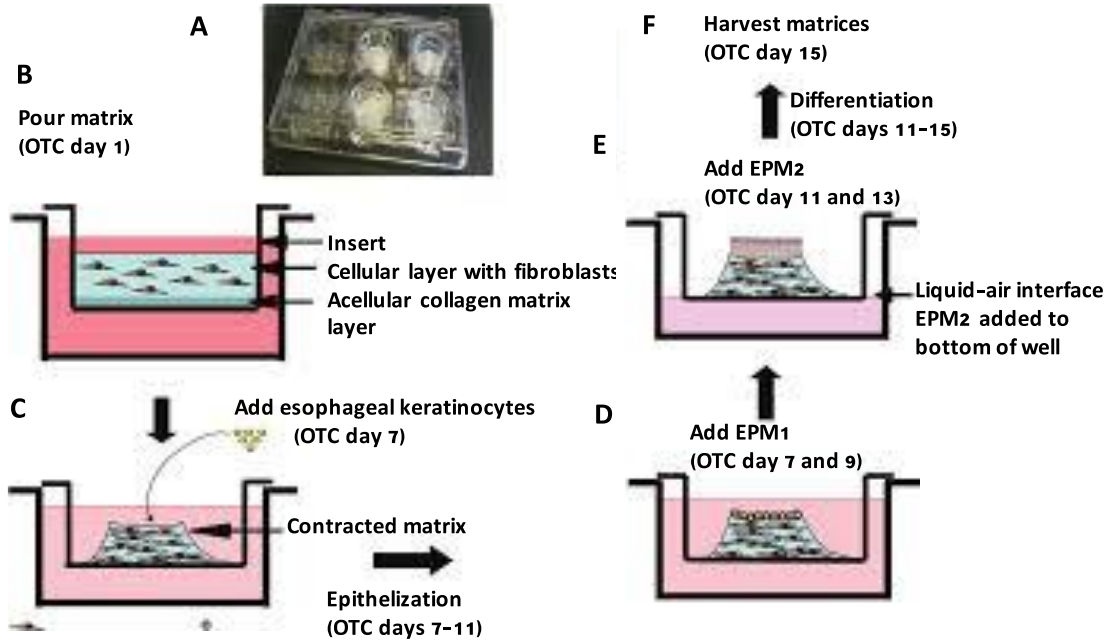 A
B
Pour matrix
(OTC day 1)
Insert
Cellular layer with fibroblasts
Acellular collagen matrix
layer
C
Add esophageal keratinocytes
(OTC day 7)
Contracted matrix
Epithelization
(OTC days 7–11)
D
Add EPM1
(OTC day 7 and 9)
E
Add EPM2
(OTC day 11 and 13)
Liquid–air interface
EPM2 added to
bottom of well
Differentiation
(OTC days 11–15)
F
Harvest matrices
(OTC day 15)